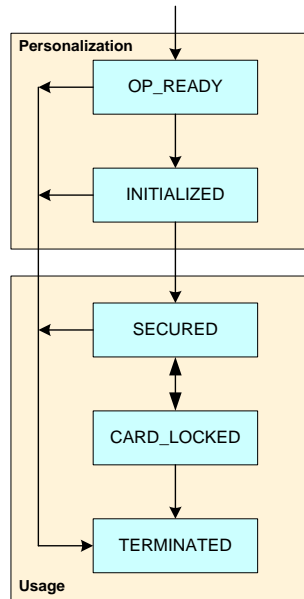 Personalization
OP_READY
INITIALIZED
SECURED
CARD_LOCKED
TERMINATED
Usage